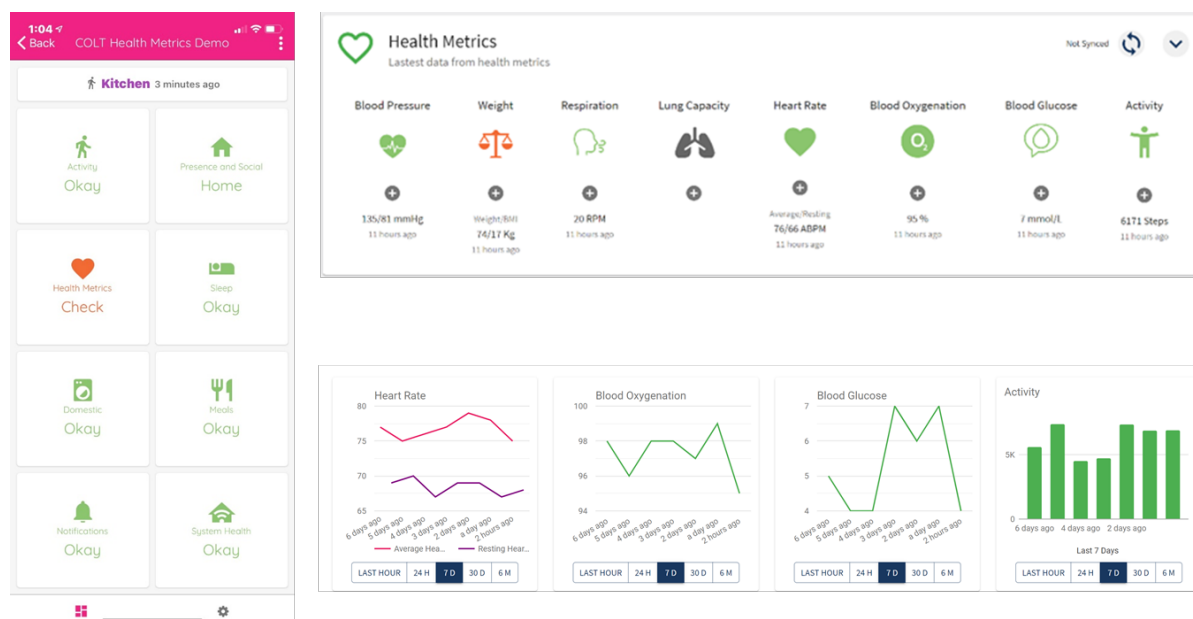 1:04
Back COLT Health Metrics Demo
Kitchen 3 minutes ago
Activity
Okay
Presence and Social
Home
Health Metrics
Check
Sleep
Okay
Domestic
Okay
Meals
Okay
Notifications
Okay
System Health
Okay
Health Metrics
Lastest data from health metrics
Not Synced
Blood Pressure Weight Respiration Lung Capacity Heart Rate Blood Oxygenation Blood Glucose Activity
O2
135/81 mmHg
11 hours ago
Weight/BMI
74/17 Kg
11 hours ago
20 RPM
11 hours ago
Average/Resting
76/66 ABPM
11 hours ago
95 %
11 hours ago
7 mmol/L
11 hours ago
6171 Steps
11 hours ago
Heart Rate
80
75
70
65
6 days ago 5 days ago 4 days ago 3 days ago 2 days ago a day ago 2 hours ago
Average Hea... Resting Hear...
LAST HOUR 24 H 7 D 30 D 6 M
Blood Oxygenation
100
98
96
94
6 days ago 5 days ago 4 days ago 3 days ago 2 days ago a day ago 2 hours ago
LAST HOUR 24 H 7 D 30 D 6 M
Blood Glucose
7
6
5
4
6 days ago 5 days ago 4 days ago 3 days ago 2 days ago a day ago 2 hours ago
LAST HOUR 24 H 7 D 30 D 6 M
Activity
5K
0
6 days ago 4 days ago 2 days ago
Last 7 Days
LAST HOUR 24 H 7 D 30 D 6 M